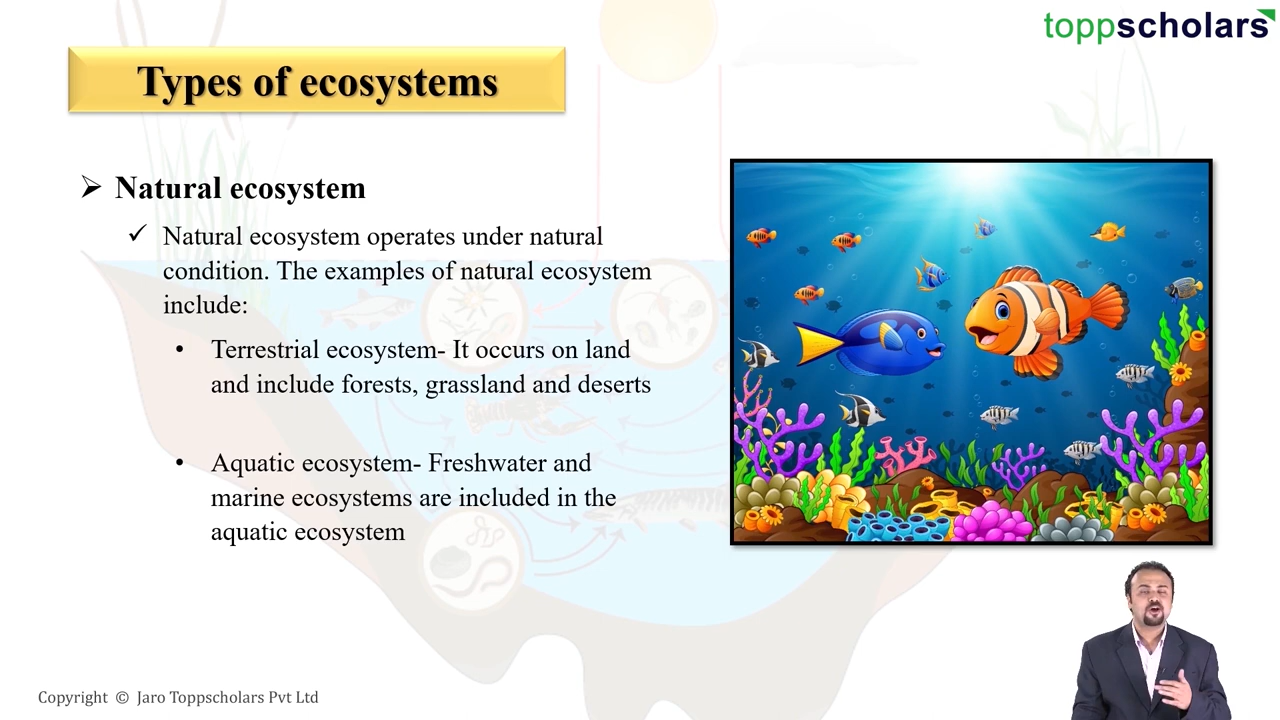 toppscholars
Types of ecosystems
➢ Natural ecosystem
✓ Natural ecosystem operates under natural
condition. The examples of natural ecosystem
include:
• Terrestrial ecosystem- It occurs on land
and include forests, grassland and deserts
• Aquatic ecosystem- Freshwater and
marine ecosystems are included in the
aquatic ecosystem
Copyright © Jaro Toppscholars Pvt Ltd